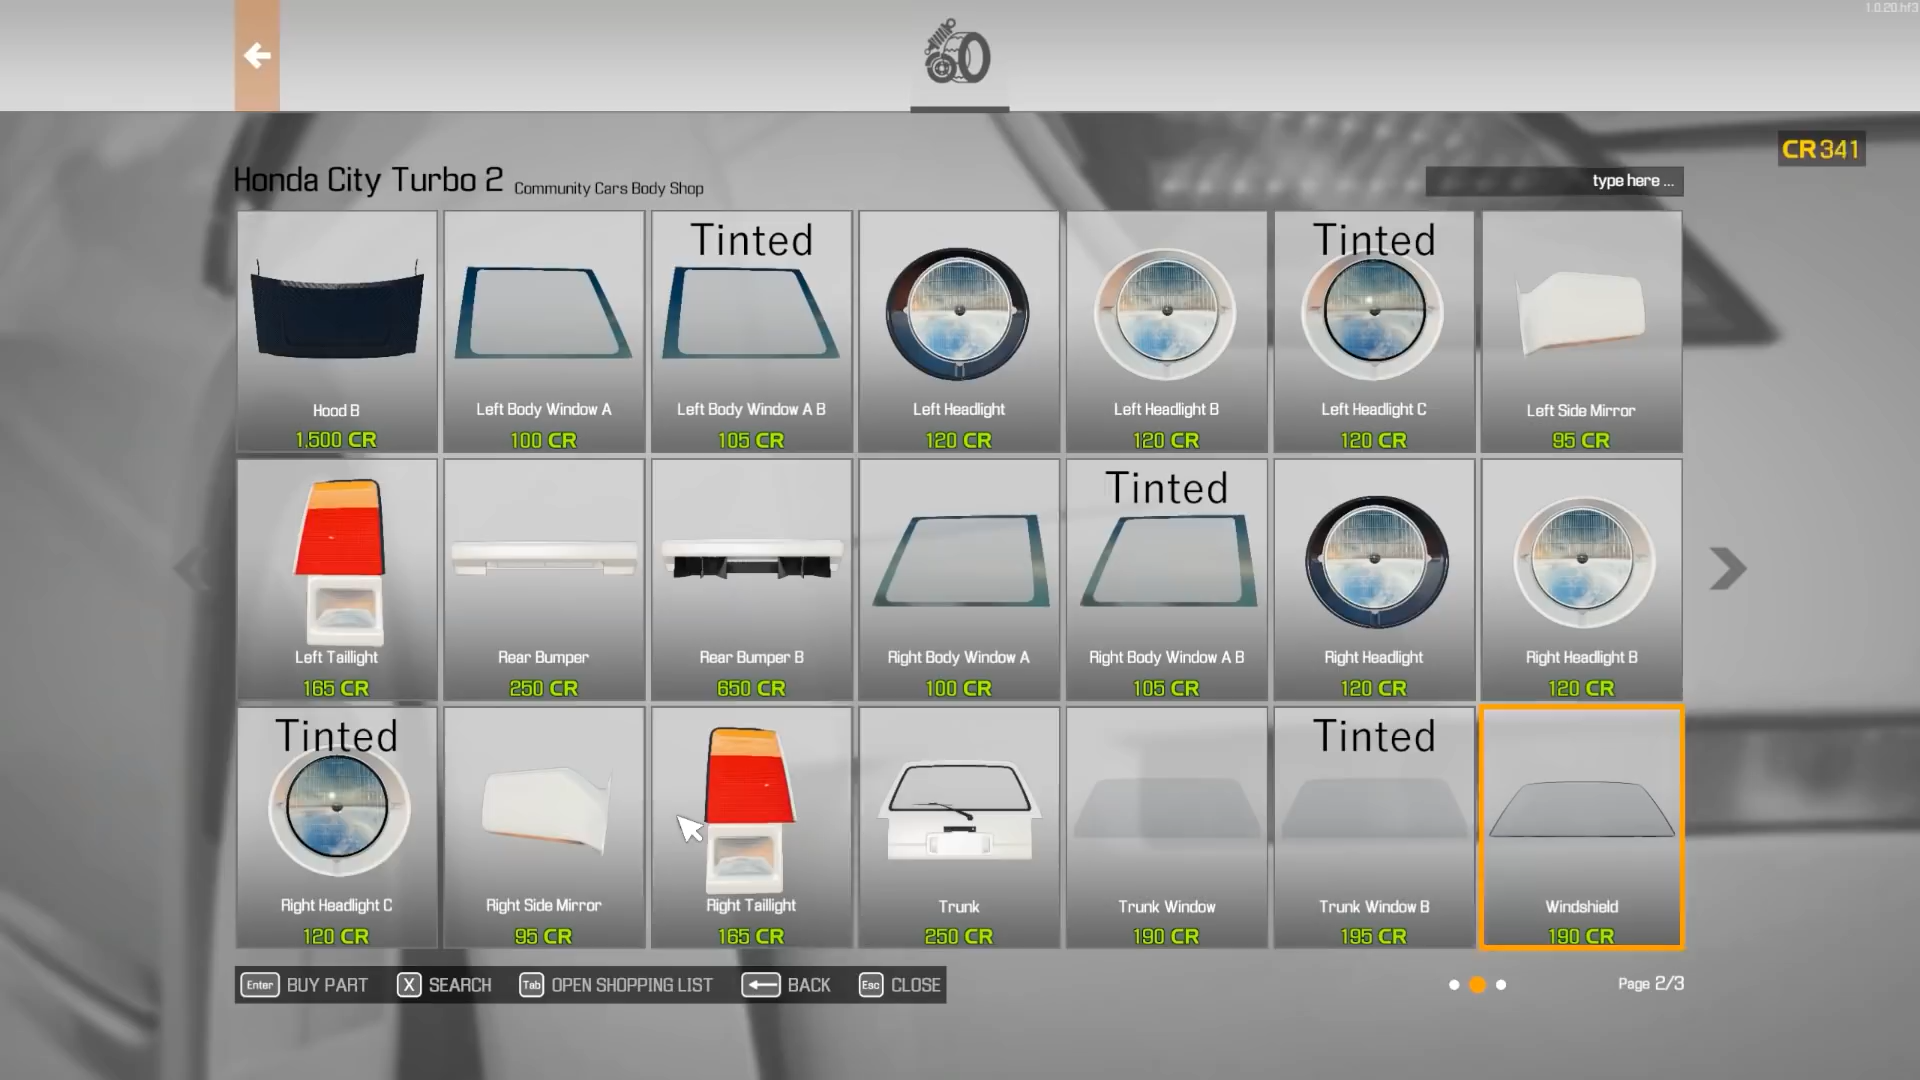 1.0.20.hf3
CR 341
Honda City Turbo 2 Community Cars Body Shop
type here ...
Tinted
Tinted
Hood B
Left Body Window A
Left Body Window A B
Left Headlight
Left Headlight B
Left Headlight C
Left Side Mirror
1,500 CR
100 CR
105 CR
120 CR
120 CR
120 CR
95 CR
Tinted
Left Taillight
Rear Bumper
Rear Bumper B
Right Body Window A
Right Body Window A B
Right Headlight
Right Headlight B
165 CR
250 CR
650 CR
100 CR
105 CR
120 CR
120 CR
Tinted
Tinted
Right Headlight C
Right Side Mirror
Right Taillight
Trunk
Trunk Window
Trunk Window B
Windshield
120 CR
95 CR
165 CR
250 CR
190 CR
195 CR
190 CR
Enter BUY PART X SEARCH Tab OPEN SHOPPING LIST BACK Esc CLOSE
Page 2/3